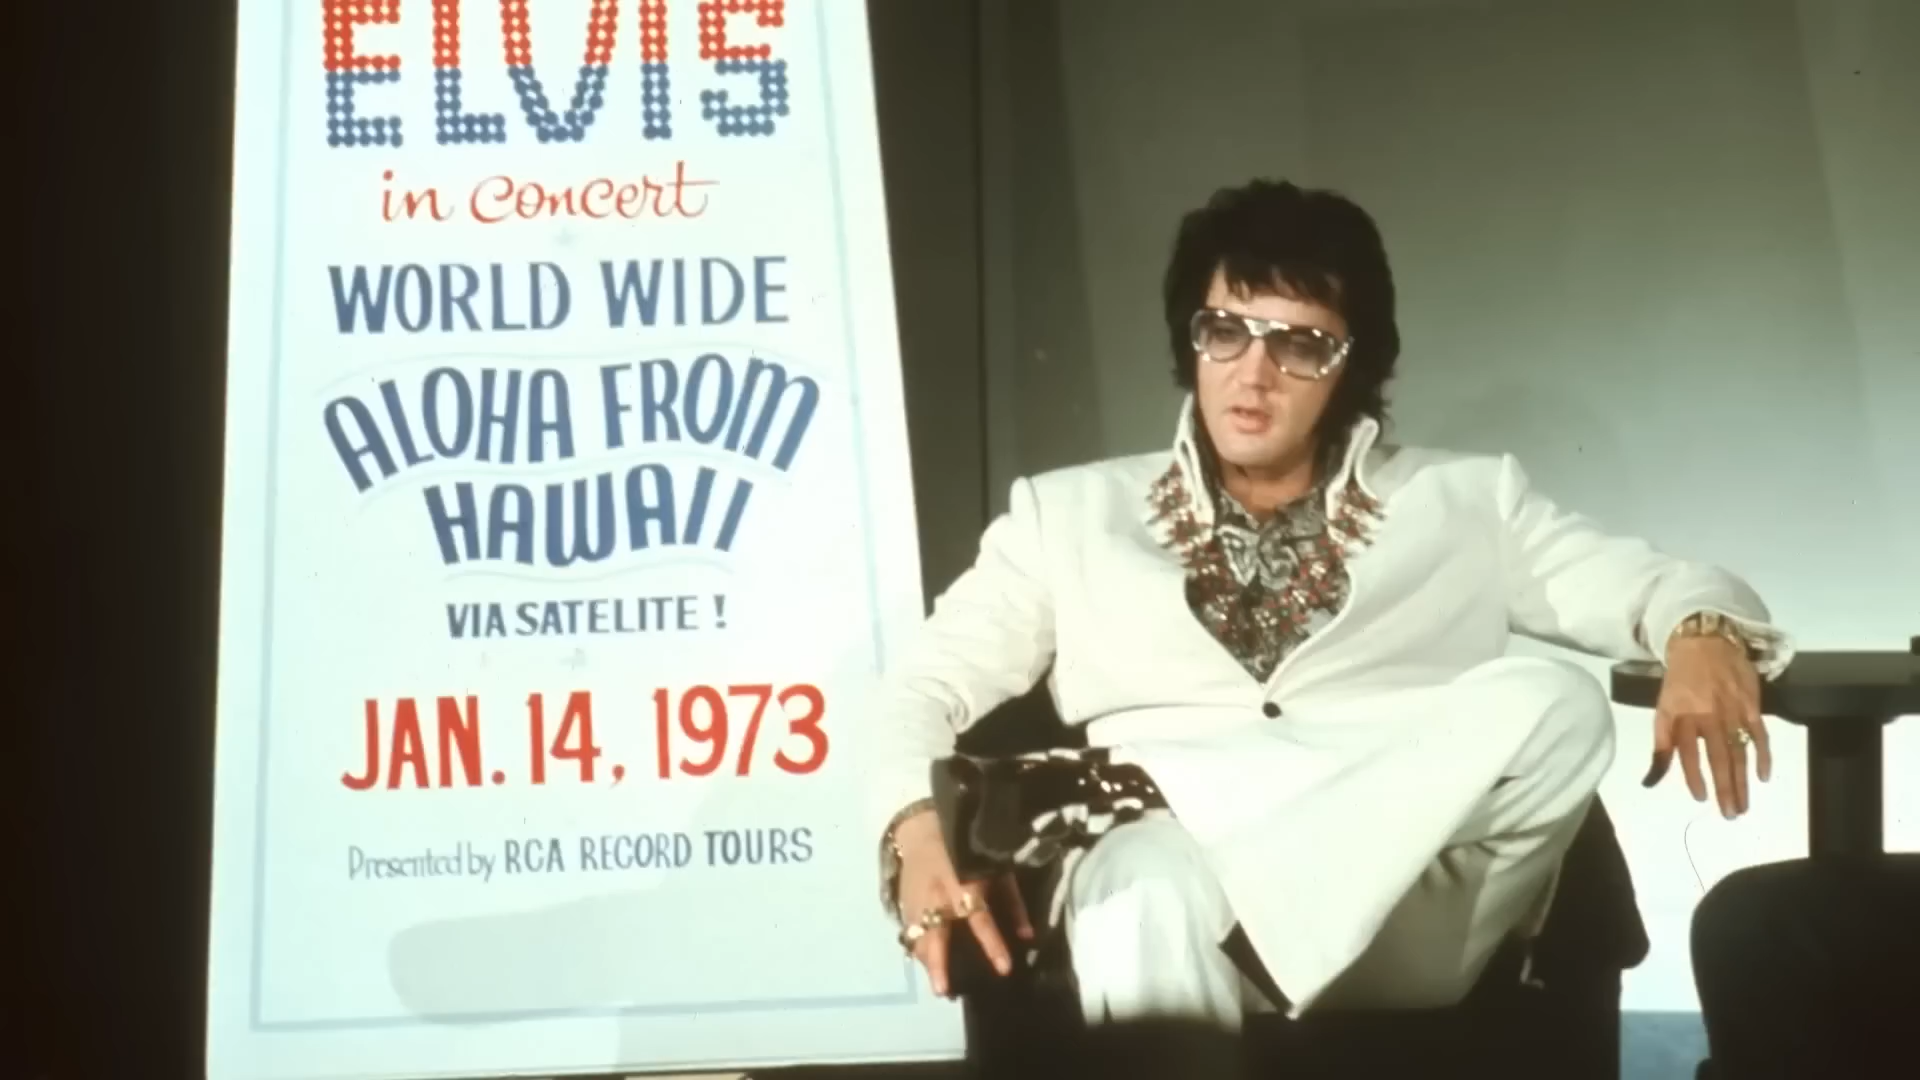 ELVIS
in concert
WORLD WIDE
ALOHA FROM
HAWAII
VIA SATELITE !
JAN. 14, 1973
Presented by RCA RECORD TOURS